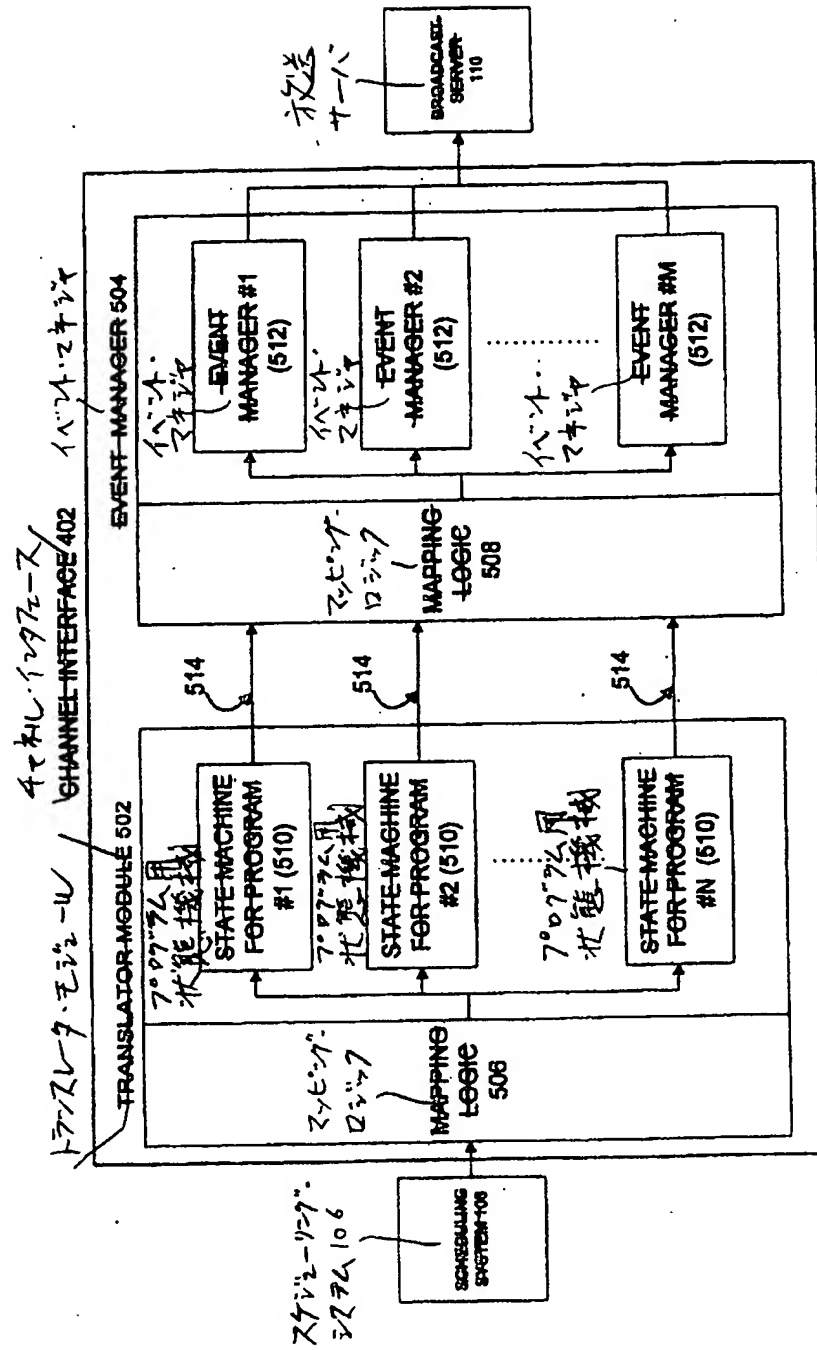 チャネル・インタフェース
CHANNEL INTERFACE 402
トランスレータ・モジュール
TRANSLATOR MODULE 502
イベント・マネジャ
EVENT MANAGER 504
スケジューリング・
システム 106
SCHEDULING
SYSTEM 106
マッピング・
ロジック
MAPPING
LOGIC
506
プログラム用
状態機械
STATE MACHINE
FOR PROGRAM
#1 (510)
プログラム用
状態機械
STATE MACHINE
FOR PROGRAM
#2 (510)
プログラム用
状態機械
STATE MACHINE
FOR PROGRAM
#N (510)
514
514
514
マッピング・
ロジック
MAPPING
LOGIC
508
イベント・
マネジャ
EVENT
MANAGER #1
(512)
イベント・
マネジャ
EVENT
MANAGER #2
(512)
イベント・
マネジャ
EVENT
MANAGER #M
(512)
放送
サーバ
BROADCAST
SERVER
110